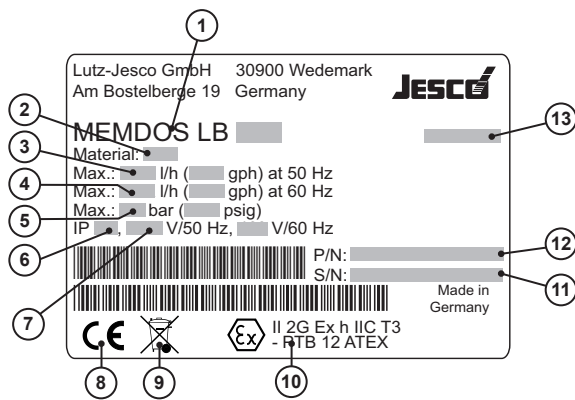 1
Lutz-Jesco GmbH 30900 Wedemark
Am Bostelberge 19 Germany
JESCO
2
MEMDOS LB
13
3
Material:
4
Max.: l/h ( gph) at 50 Hz
Max.: l/h ( gph) at 60 Hz
5
Max.: bar ( psig)
IP , V/50 Hz, V/60 Hz
6
P/N:
12
S/N:
11
Made in
Germany
7
CE
Ex
II 2G Ex h IIC T3
- PTB 12 ATEX
8
9
10